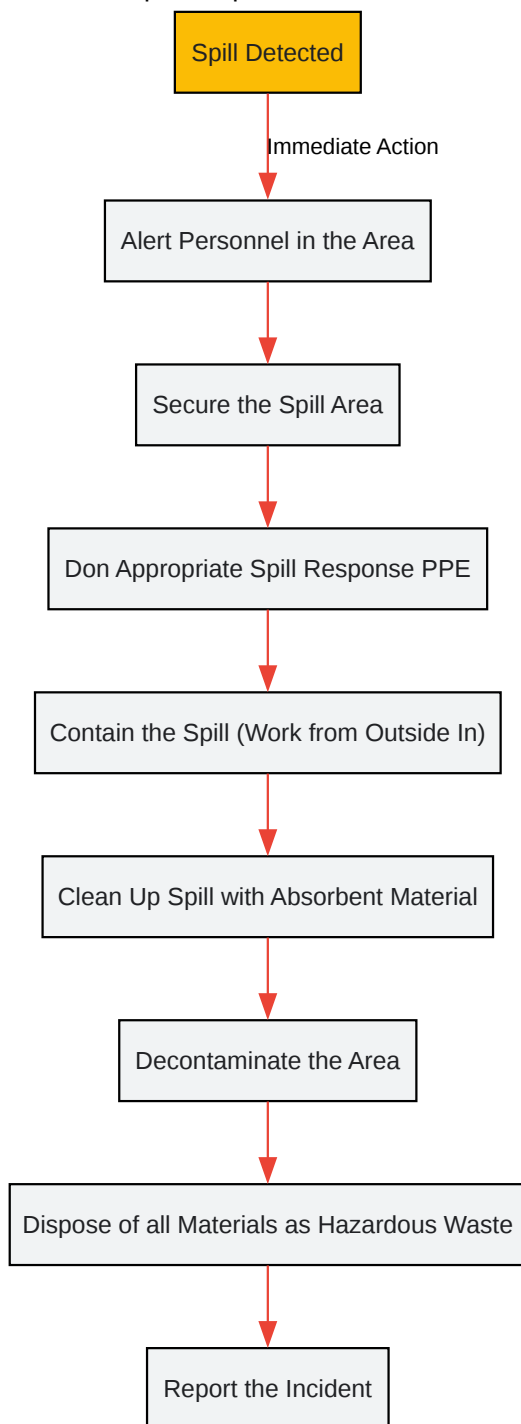 Spill Detected
Immediate Action
Alert Personnel in the Area
Secure the Spill Area
Don Appropriate Spill Response PPE
Contain the Spill (Work from Outside In)
Clean Up Spill with Absorbent Material
Decontaminate the Area
Dispose of all Materials as Hazardous Waste
Report the Incident